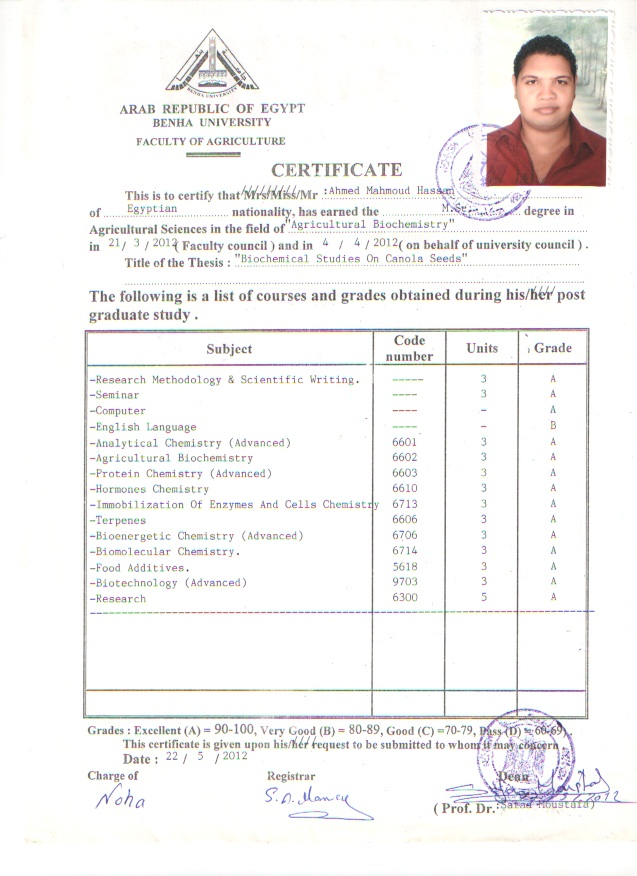 BENHA UNIVERSITY
ARAB REPUBLIC OF EGYPT
BENHA UNIVERSITY
FACULTY OF AGRICULTURE
CERTIFICATE
This is to certify that Mrs/Miss/Mr :Ahmed Mahmoud Hassan
of Egyptian nationality, has earned the M.Sc. degree in
Agricultural Sciences in the field of "Agricultural Biochemistry"
in 21/ 3 / 2012 ( Faculty council ) and in 4 / 4 / 2012 ( on behalf of university council ) .
Title of the Thesis : "Biochemical Studies On Canola Seeds"
The following is a list of courses and grades obtained during his/her post
graduate study .
Subject Code number Units Grade
-Research Methodology & Scientific Writing. ----- 3 A
-Seminar ---- 3 A
-Computer ---- - A
-English Language ---- - B
-Analytical Chemistry (Advanced) 6601 3 A
-Agricultural Biochemistry 6602 3 A
-Protein Chemistry (Advanced) 6603 3 A
-Hormones Chemistry 6610 3 A
-Immobilization Of Enzymes And Cells Chemistry 6713 3 A
-Terpenes 6606 3 A
-Bioenergetic Chemistry (Advanced) 6706 3 A
-Biomolecular Chemistry. 6714 3 A
-Food Additives. 5618 3 A
-Biotechnology (Advanced) 9703 3 A
-Research 6300 5 A
Grades : Excellent (A) = 90-100, Very Good (B) = 80-89, Good (C) =70-79, Pass (D) = 60-69) .
This certificate is given upon his/her request to be submitted to whom it may concern
Date : 22 / 5 / 2012
Charge of Registrar Dean
Noha
( Prof. Dr. Moustafa)